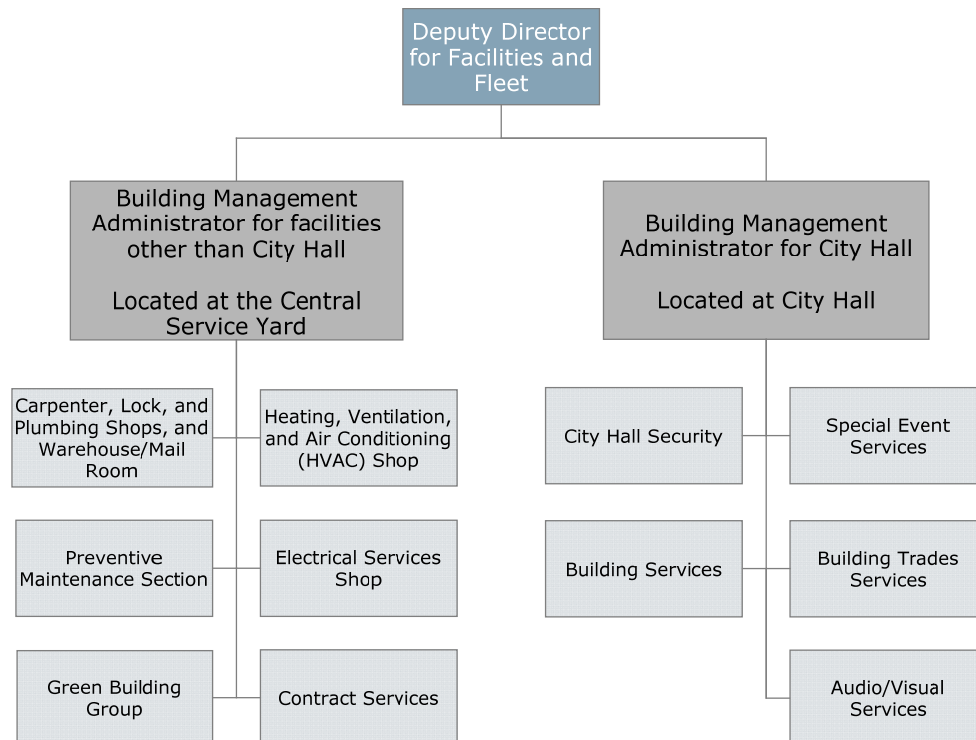 Deputy Director
for Facilities and
Fleet
Building Management
Administrator for facilities
other than City Hall
Located at the Central
Service Yard
Building Management
Administrator for City Hall
Located at City Hall
Carpenter, Lock, and
Plumbing Shops, and
Warehouse/Mail
Room
Heating, Ventilation,
and Air Conditioning
(HVAC) Shop
City Hall Security
Special Event
Services
Preventive
Maintenance Section
Electrical Services
Shop
Building Services
Building Trades
Services
Green Building
Group
Contract Services
Audio/Visual
Services